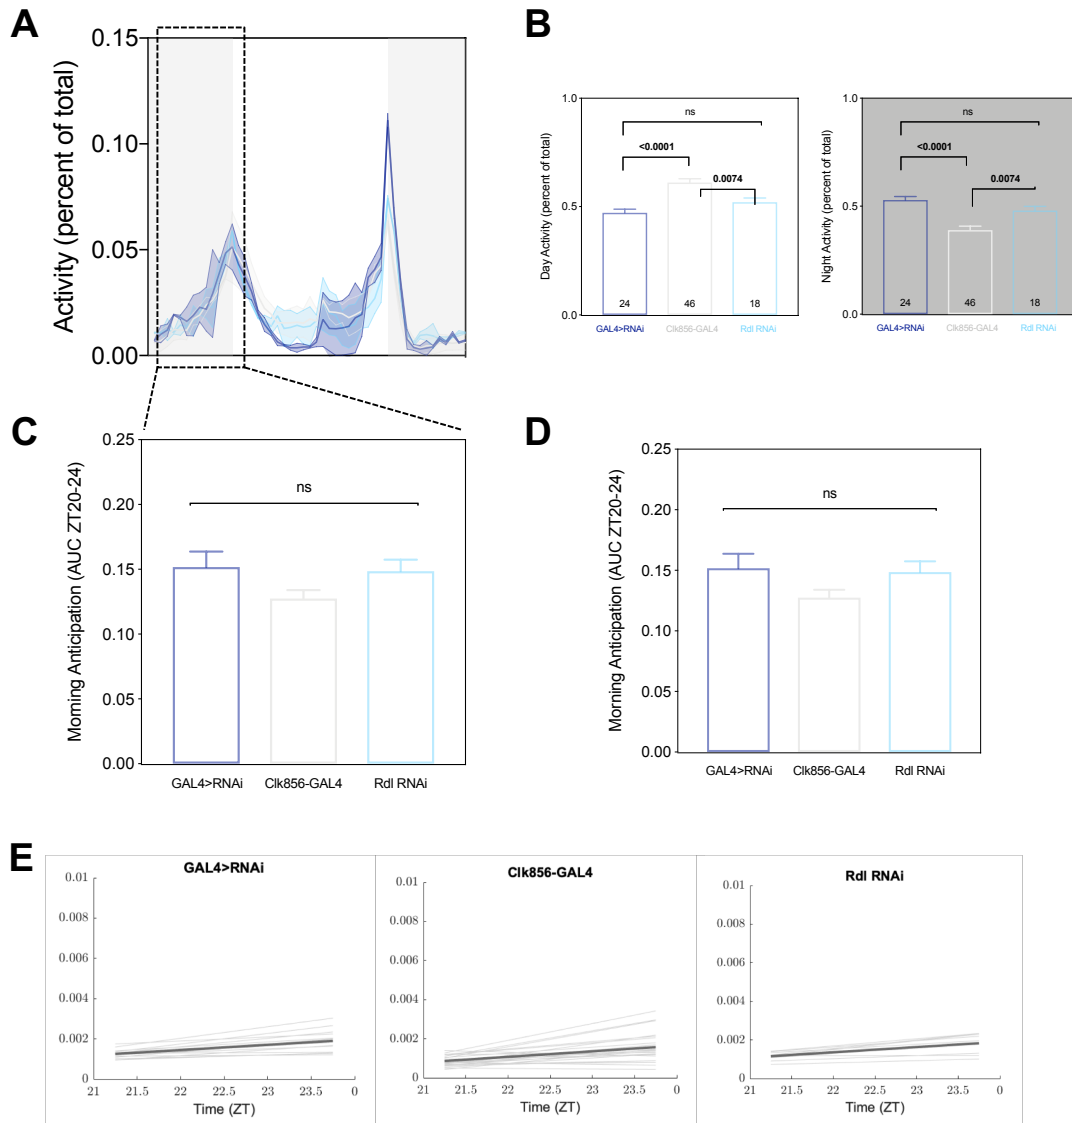 A
Activity (percent of total)
0.15
0.10
0.05
0.00
B
Day Activity (percent of total)
1.0
0.5
0.0
ns
<0.0001
0.0074
24 46 18
GAL4>RNAi Clk856-GAL4 Rdl RNAi
Night Activity (percent of total)
1.0
0.5
0.0
ns
<0.0001
0.0074
24 46 18
GAL4>RNAi Clk856-GAL4 Rdl RNAi
C
Morning Anticipation (AUC ZT20-24)
0.25
0.20
0.15
0.10
0.05
0.00
ns
GAL4>RNAi Clk856-GAL4 Rdl RNAi
D
Morning Anticipation (AUC ZT20-24)
0.25
0.20
0.15
0.10
0.05
0.00
ns
GAL4>RNAi Clk856-GAL4 Rdl RNAi
E
GAL4>RNAi
0.01
0.008
0.006
0.004
0.002
0
21 21.5 22 22.5 23 23.5 0
Time (ZT)
Clk856-GAL4
0.01
0.008
0.006
0.004
0.002
0
21 21.5 22 22.5 23 23.5 0
Time (ZT)
Rdl RNAi
0.01
0.008
0.006
0.004
0.002
0
21 21.5 22 22.5 23 23.5 0
Time (ZT)